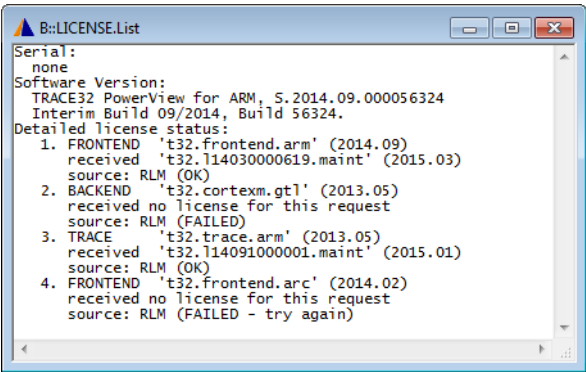 B::LICENSE.List
Serial:
none
Software Version:
TRACE32 PowerView for ARM, S.2014.09.000056324
Interim Build 09/2014, Build 56324.
Detailed license status:
1. FRONTEND 't32.frontend.arm' (2014.09)
received 't32.l14030000619.maint' (2015.03)
source: RLM (OK)
2. BACKEND 't32.cortexm.gtl' (2013.05)
received no license for this request
source: RLM (FAILED)
3. TRACE 't32.trace.arm' (2013.05)
received 't32.l14091000001.maint' (2015.01)
source: RLM (OK)
4. FRONTEND 't32.frontend.arc' (2014.02)
received no license for this request
source: RLM (FAILED - try again)